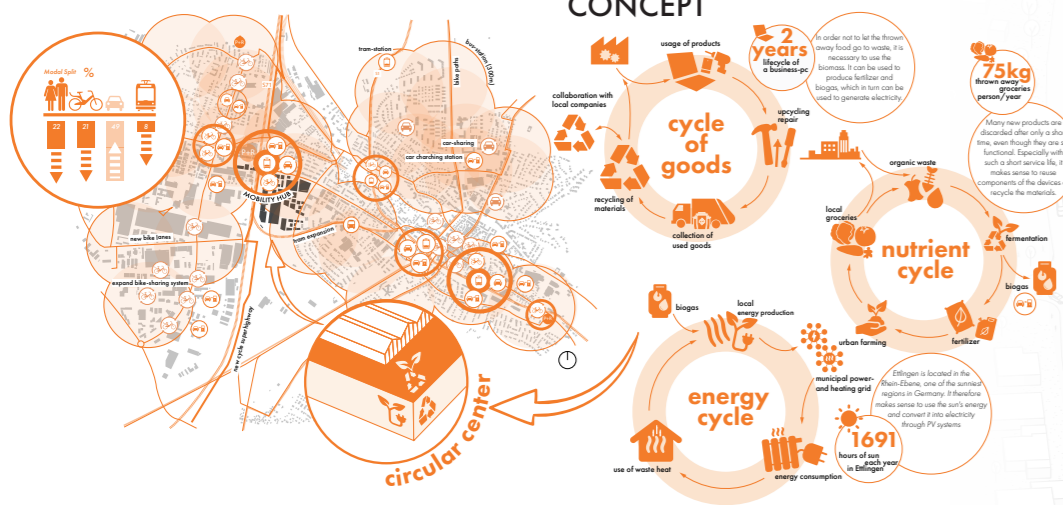 CONCEPT
Modal Split %
22
21
49
8
tram-station
bike paths
bus-station (300m)
car-sharing
car charching station
MOBILITY HUB
tram expansion
new bike lanes
expand bike-sharing system
new cycle superhighway
circular center
usage of products
2
years
lifecycle of
a business-pc
In order not to let the thrown
away food go to waste, it is
necessary to use the
biomass. It can be used to
produce fertilizer and
biogas, which in turn can be
used to generate electricity.
75kg
thrown away
groceries
person/year
collaboration with
local companies
cycle
of
goods
upcycling
repair
recycling of
materials
collection of
used goods
Many new products are
discarded after only a sho
time, even though they are s
functional. Especially with
such a short service life, it
makes sense to reuse
components of the devices
recycle the materials.
organic waste
local
groceries
nutrient
cycle
fermentation
biogas
fertilizer
urban farming
biogas
local
energy production
municipal power-
and heating grid
energy
cycle
use of waste heat
energy consumption
Ettlingen is located in the
Rhein-Ebene, one of the sunniest
regions in Germany. It therefore
makes sense to use the sun's energy
and convert it into electricity
through PV systems
1691
hours of sun
each year
in Ettlingen